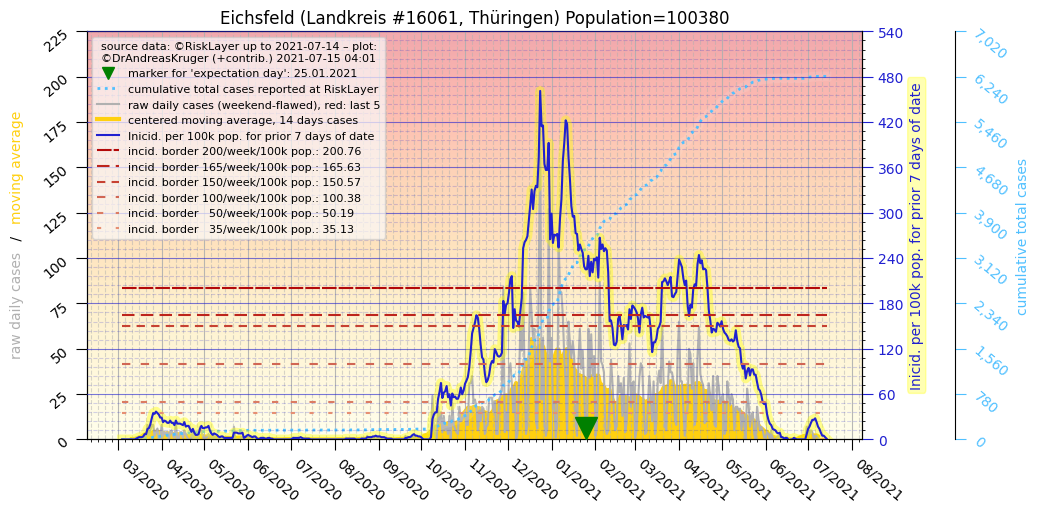 Eichsfeld (Landkreis #16061, Thüringen) Population=100380
source data: ©RiskLayer up to 2021-07-14 – plot:
©DrAndreasKruger (+contrib.) 2021-07-15 04:01
marker for 'expectation day': 25.01.2021
cumulative total cases reported at RiskLayer
raw daily cases (weekend-flawed), red: last 5
centered moving average, 14 days cases
Inicid. per 100k pop. for prior 7 days of date
incid. border 200/week/100k pop.: 200.76
incid. border 165/week/100k pop.: 165.63
incid. border 150/week/100k pop.: 150.57
incid. border 100/week/100k pop.: 100.38
incid. border   50/week/100k pop.: 50.19
incid. border   35/week/100k pop.: 35.13
raw daily cases / moving average
225
200
175
150
125
100
75
50
25
0
03/2020
04/2020
05/2020
06/2020
07/2020
08/2020
09/2020
10/2020
11/2020
12/2020
01/2021
02/2021
03/2021
04/2021
05/2021
06/2021
07/2021
08/2021
540
480
420
360
300
240
180
120
60
0
Inicid. per 100k pop. for prior 7 days of date
7,020
6,240
5,460
4,680
3,900
3,120
2,340
1,560
780
0
cumulative total cases